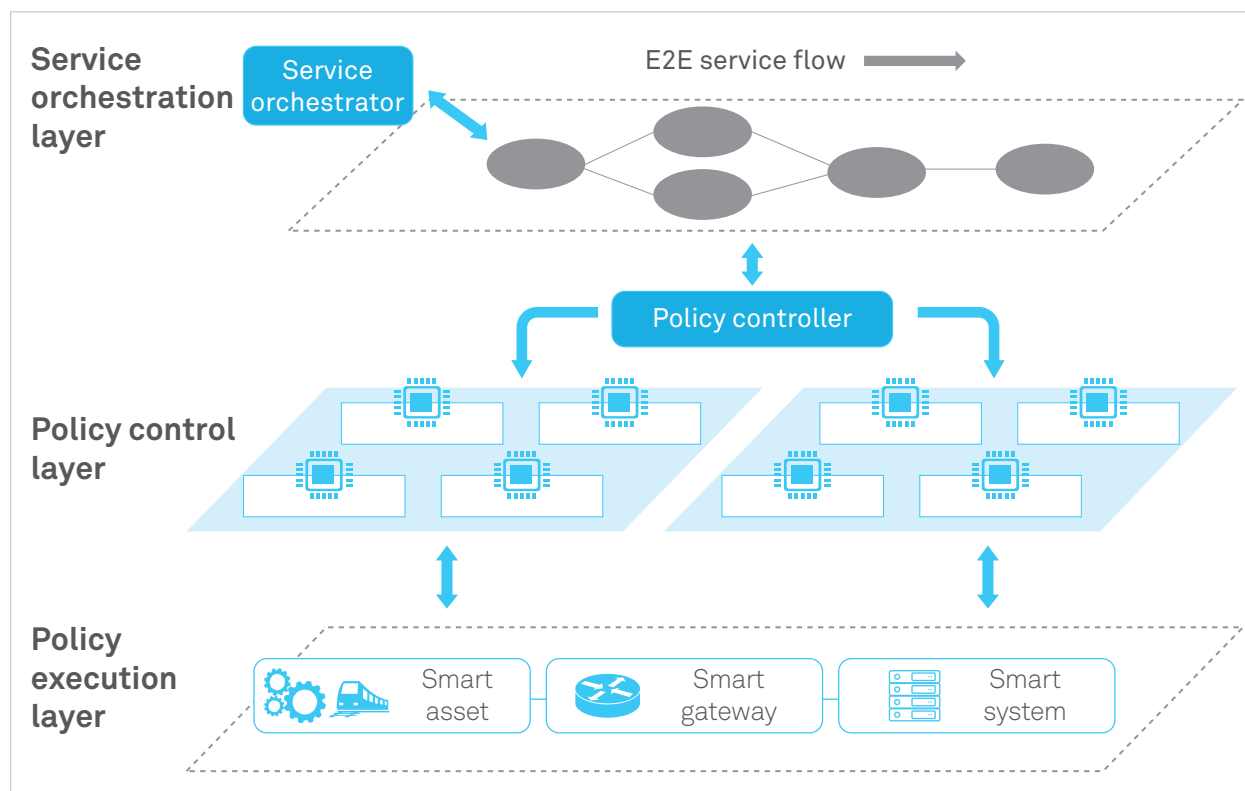 Service
orchestration
layer
Service
orchestrator
E2E service flow
Policy controller
Policy control
layer
Policy
execution
layer
Smart
asset
Smart
gateway
Smart
system